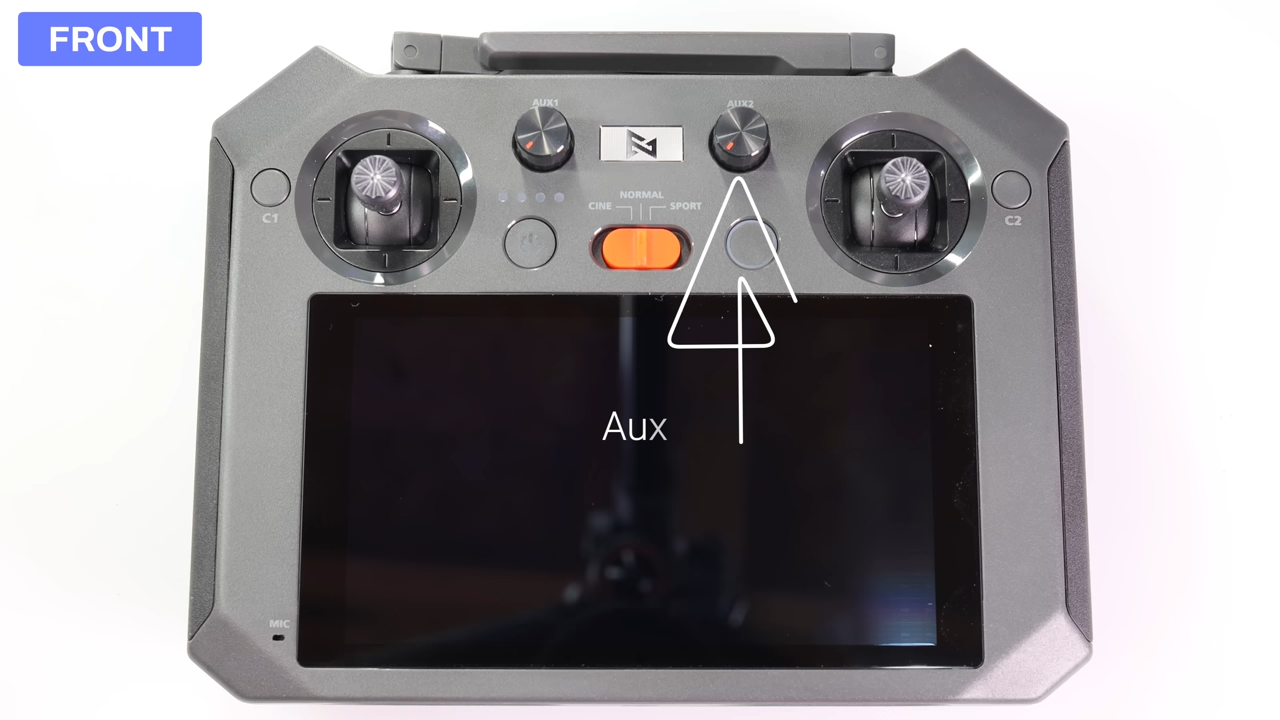 FRONT
AUX1
AUX2
NORMAL
CINE
SPORT
C1
C2
Aux
MIC